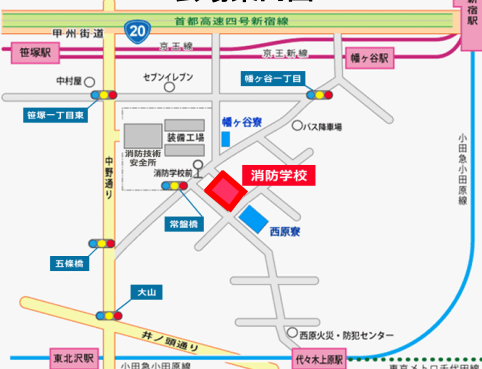 首都高速四号新宿線
新宿駅
甲州街道
20
京王線
京王新線
笹塚駅
幡ヶ谷駅
中村屋
セブンイレブン
幡ヶ谷一丁目
笹塚一丁目東
幡ヶ谷寮
バス降車場
装備工場
消防技術
安全所
消防学校前
消防学校
中野通り
小田急小田原線
常盤橋
西原寮
五條橋
大山
井ノ頭通り
西原火災・防犯センター
東北沢駅
代々木上原駅
小田急小田原線
東京メトロ千代田線